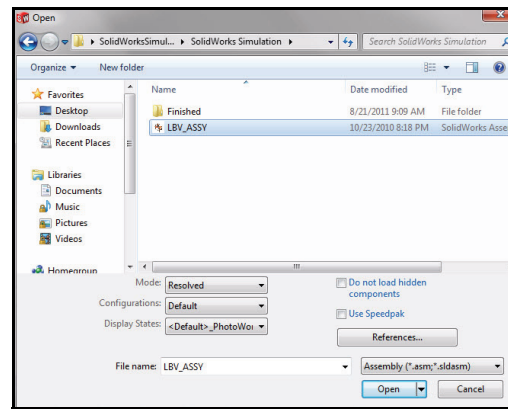 Open
SolidWorksSimul... SolidWorks Simulation Search SolidWorks Simulation
Organize New folder
Name Date modified Type
Favorites
Desktop
Downloads
Recent Places
Libraries
Documents
Music
Pictures
Videos
Homegroup
Finished 8/21/2011 9:09 AM File folder
LBV_ASSY 10/23/2010 8:18 PM SolidWorks Asse
Mode: Resolved
Configurations: Default
Display States: <Default>_PhotoWor
Do not load hidden
components
Use Speedpak
References...
File name: LBV_ASSY Assembly (*.asm;*.sldasm)
Open Cancel